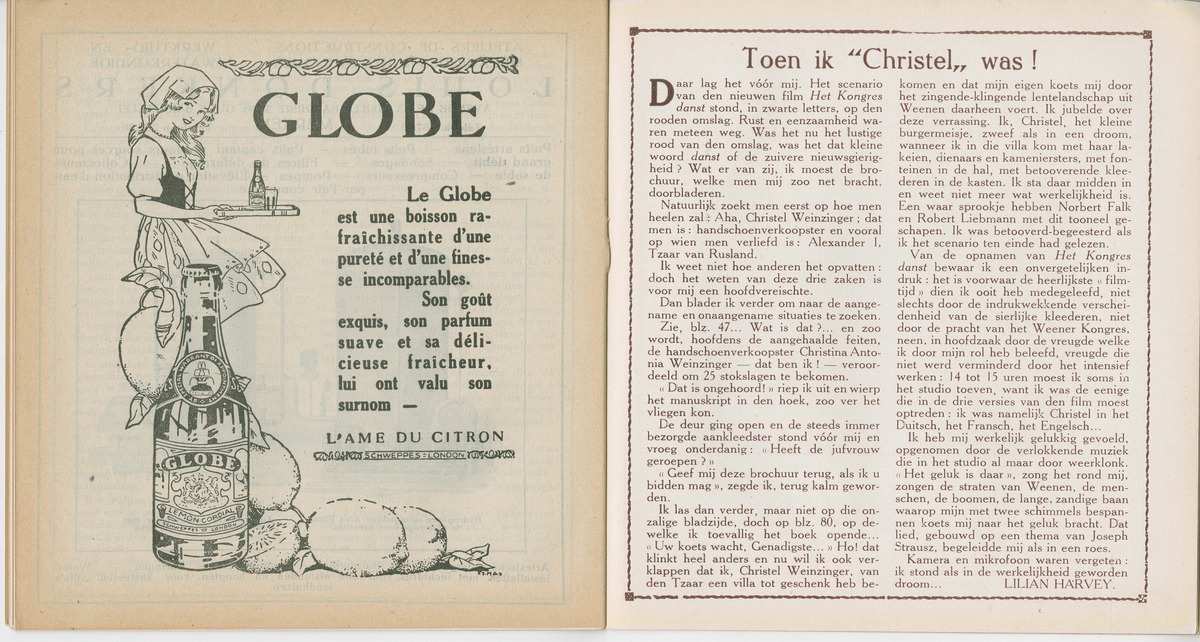 GLOBE
Le Globe
est une boisson ra-
fraîchissante d'une
pureté et d'une fines-
se incomparables.
Son goût
exquis, son parfum
suave et sa déli-
cieuse fraîcheur,
lui ont valu son
surnom —
L'AME DU CITRON
SCHWEPPES = LONDON
GLOBE
LEMON CORDIAL
SCHWEPPES OF LONDON
Toen ik “Christel„ was !
Daar lag het vóór mij. Het scenario
van den nieuwen film Het Kongres
danst stond, in zwarte letters, op den
rooden omslag. Rust en eenzaamheid wa-
ren meteen weg. Was het nu het lustige
rood van den omslag, was het dat kleine
woord danst of de zuivere nieuwsgierig-
heid ? Wat er van zij, ik moest de bro-
chuur, welke men mij zoo net bracht,
doorbladeren.
Natuurlijk zoekt men eerst op hoe men
heelen zal : Aha, Christel Weinzinger ; dat
men is : handschoenverkoopster en vooral
op wien men verliefd is : Alexander I,
Tzaar van Rusland.
Ik weet niet hoe anderen het opvatten :
doch het weten van deze drie zaken is
voor mij een hoofdvereischte.
Dan blader ik verder om naar de aange-
name en onaangename situaties te zoeken.
Zie, blz. 47... Wat is dat ?... en zoo
wordt, hoofdens de aangehaalde feiten,
de handschoenverkoopster Christina Anto-
nia Weinzinger — dat ben ik ! — veroor-
deeld om 25 stokslagen te bekomen.
« Dat is ongehoord! » riep ik uit en wierp
het manuskript in den hoek, zoo ver het
vliegen kon.
De deur ging open en de steeds immer
bezorgde aankleedster stond vóór mij en
vroeg onderdanig : « Heeft de jufvrouw
geroepen ? »
« Geef mij deze brochuur terug, als ik u
bidden mag », zegde ik, terug kalm gewor-
den.
Ik las dan verder, maar niet op die on-
zalige bladzijde, doch op blz. 80, op de-
welke ik toevallig het boek opende...
« Uw koets wacht, Genadigste... » Ho! dat
klinkt heel anders en nu wil ik ook ver-
klappen dat ik, Christel Weinzinger, van
den Tzaar een villa tot geschenk heb be-
komen en dat mijn eigen koets mij door
het zingende-klingende lentelandschap uit
Weenen daarheen voert. Ik jubelde over
deze verrassing. Ik, Christel, het kleine
burgermeisje, zweef als in een droom,
wanneer ik in die villa kom met haar la-
keien, dienaars en kameniersters, met fon-
teinen in de hal, met betooverende klee-
deren in de kasten. Ik sta daar midden in
en weet niet meer wat werkelijkheid is.
Een waar sprookje hebben Norbert Falk
en Robert Liebmann met dit tooneel ge-
schapen. Ik was betooverd-begeesterd als
ik het scenario ten einde had gelezen.
Van de opnamen van Het Kongres
danst bewaar ik een onvergetelijken in-
druk : het is voorwaar de heerlijkste « film-
tijd » dien ik ooit heb medegeleefd, niet
slechts door de indrukwekkende verschei-
denheid van de sierlijke kleederen, niet
door de pracht van het Weener Kongres,
neen, in hoofdzaak door de vreugde welke
ik door mijn rol heb beleefd, vreugde die
niet werd verminderd door het intensief
werken : 14 tot 15 uren moest ik soms in
het studio toeven, want ik was de eenige
die in de drie versies van den film moest
optreden : ik was namelijk Christel in het
Duitsch, het Fransch, het Engelsch...
Ik heb mij werkelijk gelukkig gevoeld,
opgenomen door de verlokkende muziek
die in het studio al maar door weerklonk.
« Het geluk is daar », zong het rond mij,
zongen de straten van Weenen, de men-
schen, de boomen, de lange, zandige baan
waarop mijn met twee schimmels bespan-
nen koets mij naar het geluk bracht. Dat
lied, gebouwd op een thema van Joseph
Strausz, begeleidde mij als in een roes.
Kamera en mikrofoon waren vergeten :
ik stond als in de werkelijkheid geworden
droom... LILIAN HARVEY.